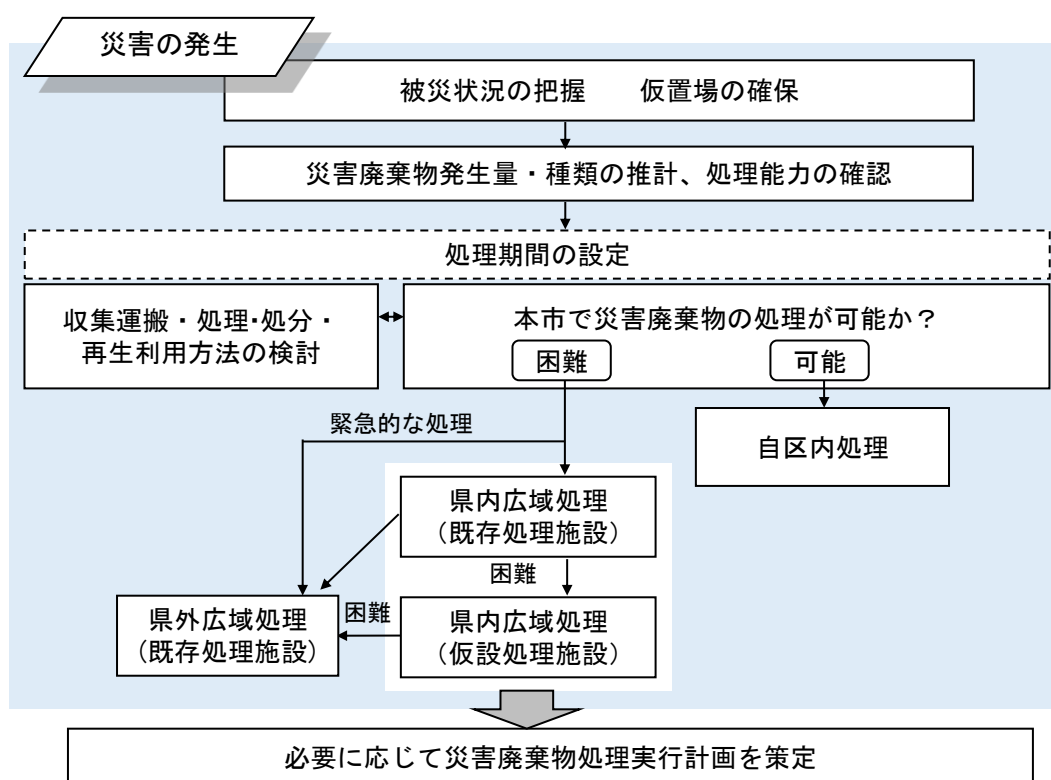 災害の発生
被災状況の把握　　仮置場の確保
災害廃棄物発生量・種類の推計、処理能力の確認
処理期間の設定
収集運搬・処理・処分・
再生利用方法の検討
本市で災害廃棄物の処理が可能か?
困難
可能
緊急的な処理
自区内処理
県内広域処理
(既存処理施設)
困難
県外広域処理
(既存処理施設)
困難
県内広域処理
(仮設処理施設)
必要に応じて災害廃棄物処理実行計画を策定